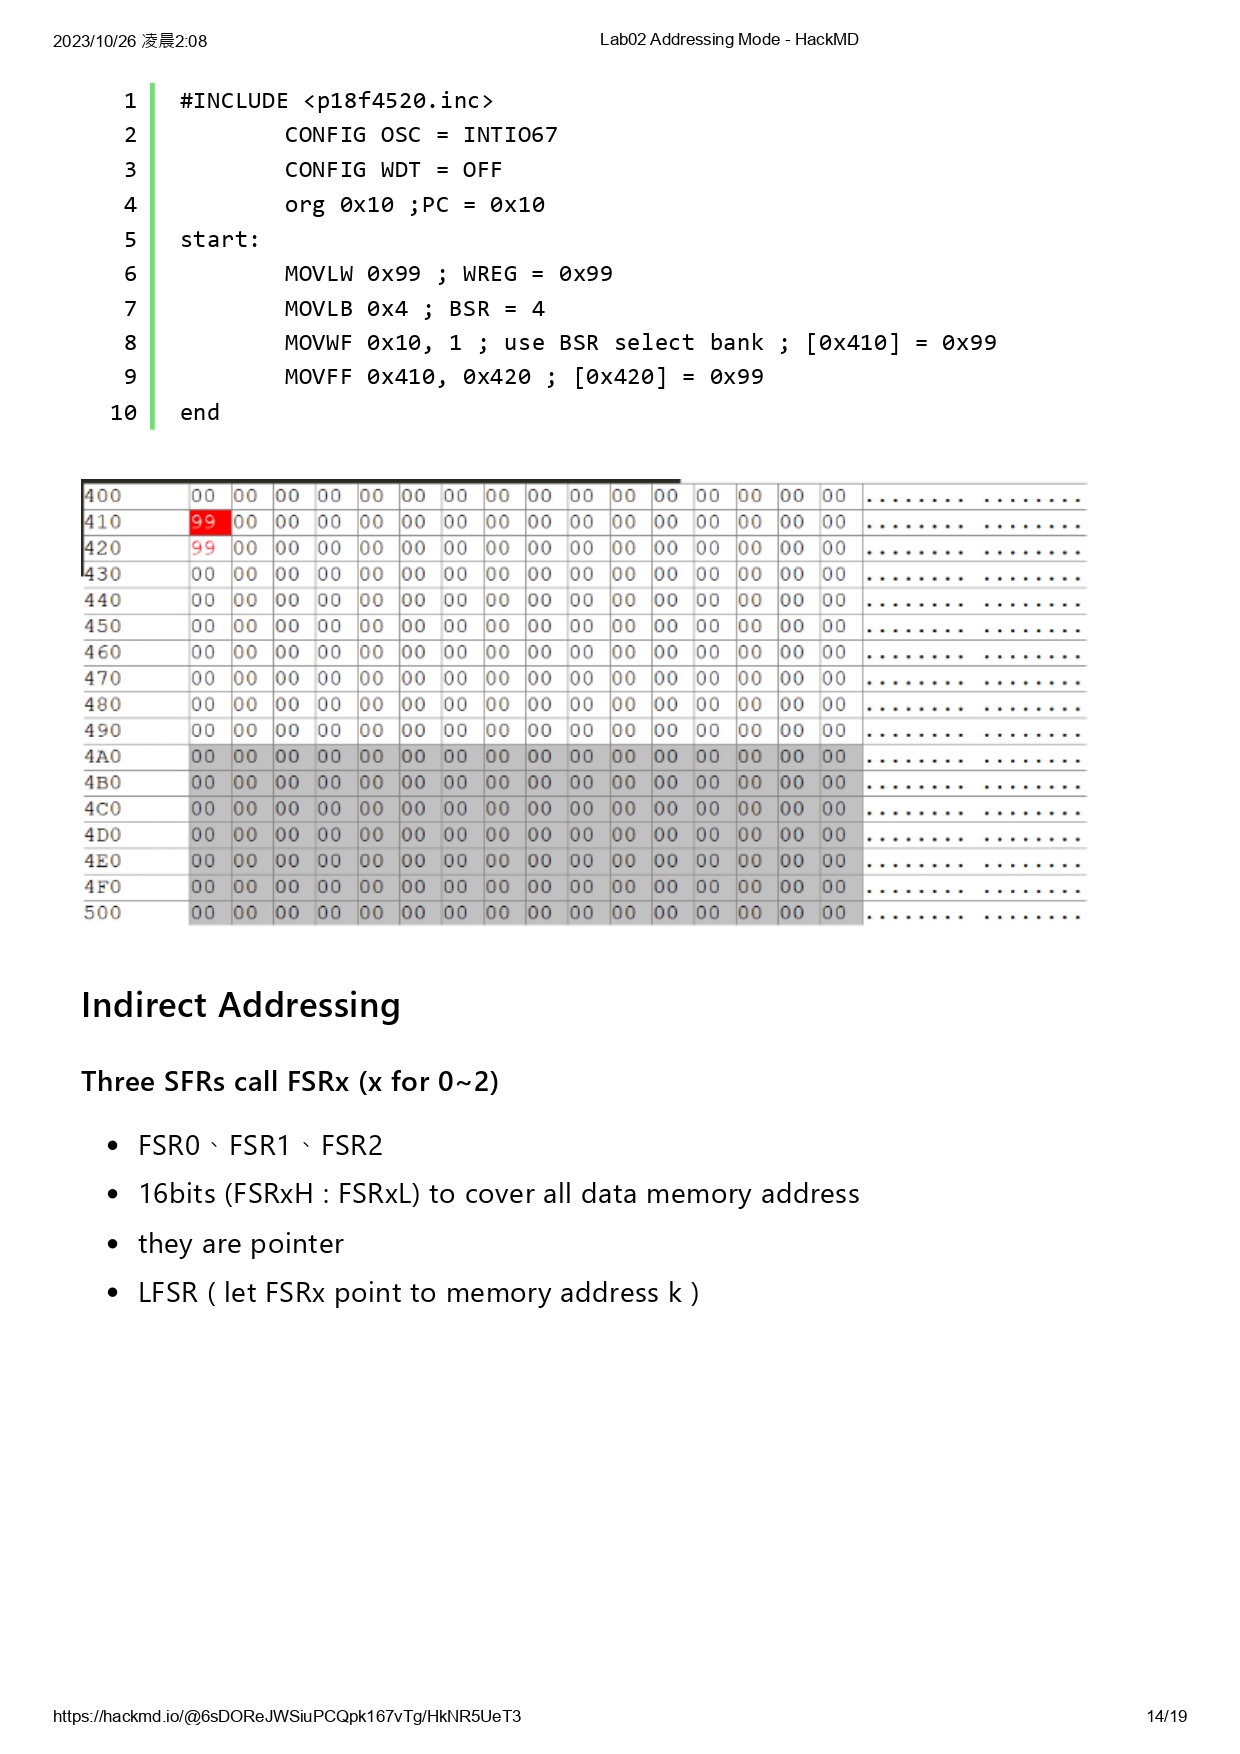 2023/10/26 凌晨2:08
Lab02 Addressing Mode - HackMD
1 #INCLUDE <p18f4520.inc>
2 CONFIG OSC = INTIO67
3 CONFIG WDT = OFF
4 org 0x10 ;PC = 0x10
5 start:
6 MOVLW 0x99 ; WREG = 0x99
7 MOVLB 0x4 ; BSR = 4
8 MOVWF 0x10, 1 ; use BSR select bank ; [0x410] = 0x99
9 MOVFF 0x410, 0x420 ; [0x420] = 0x99
10 end
400 00 00 00 00 00 00 00 00 00 00 00 00 00 00 00 00 ........ ........
410 99 00 00 00 00 00 00 00 00 00 00 00 00 00 00 00 ........ ........
420 99 00 00 00 00 00 00 00 00 00 00 00 00 00 00 00 ........ ........
430 00 00 00 00 00 00 00 00 00 00 00 00 00 00 00 00 ........ ........
440 00 00 00 00 00 00 00 00 00 00 00 00 00 00 00 00 ........ ........
450 00 00 00 00 00 00 00 00 00 00 00 00 00 00 00 00 ........ ........
460 00 00 00 00 00 00 00 00 00 00 00 00 00 00 00 00 ........ ........
470 00 00 00 00 00 00 00 00 00 00 00 00 00 00 00 00 ........ ........
480 00 00 00 00 00 00 00 00 00 00 00 00 00 00 00 00 ........ ........
490 00 00 00 00 00 00 00 00 00 00 00 00 00 00 00 00 ........ ........
4A0 00 00 00 00 00 00 00 00 00 00 00 00 00 00 00 00 ........ ........
4B0 00 00 00 00 00 00 00 00 00 00 00 00 00 00 00 00 ........ ........
4C0 00 00 00 00 00 00 00 00 00 00 00 00 00 00 00 00 ........ ........
4D0 00 00 00 00 00 00 00 00 00 00 00 00 00 00 00 00 ........ ........
4E0 00 00 00 00 00 00 00 00 00 00 00 00 00 00 00 00 ........ ........
4F0 00 00 00 00 00 00 00 00 00 00 00 00 00 00 00 00 ........ ........
500 00 00 00 00 00 00 00 00 00 00 00 00 00 00 00 00 ........ ........
Indirect Addressing
Three SFRs call FSRx (x for 0~2)
• FSR0、FSR1、FSR2
• 16bits (FSRxH : FSRxL) to cover all data memory address
• they are pointer
• LFSR ( let FSRx point to memory address k )
https://hackmd.io/@6sDOReJWSiuPCQpk167vTg/HkNR5UeT3
14/19